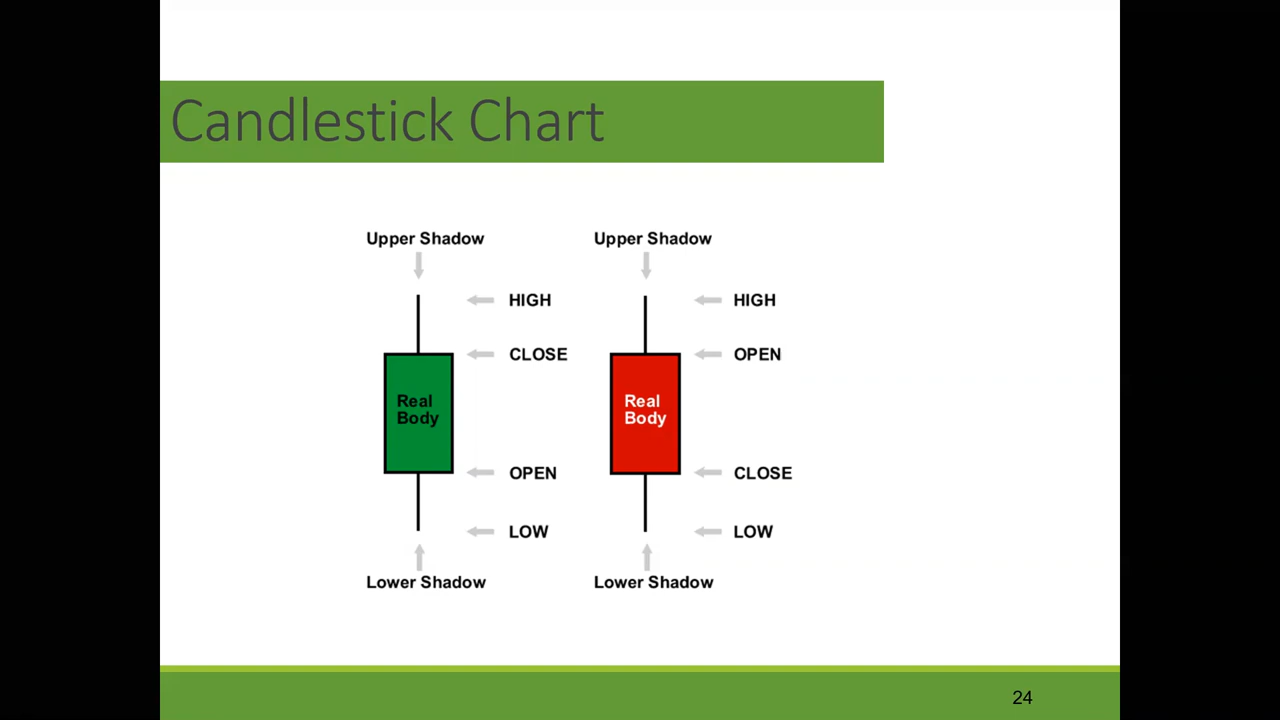 Candlestick Chart
Upper Shadow
Upper Shadow
HIGH
HIGH
CLOSE
OPEN
Real
Body
Real
Body
OPEN
CLOSE
LOW
LOW
Lower Shadow
Lower Shadow
24